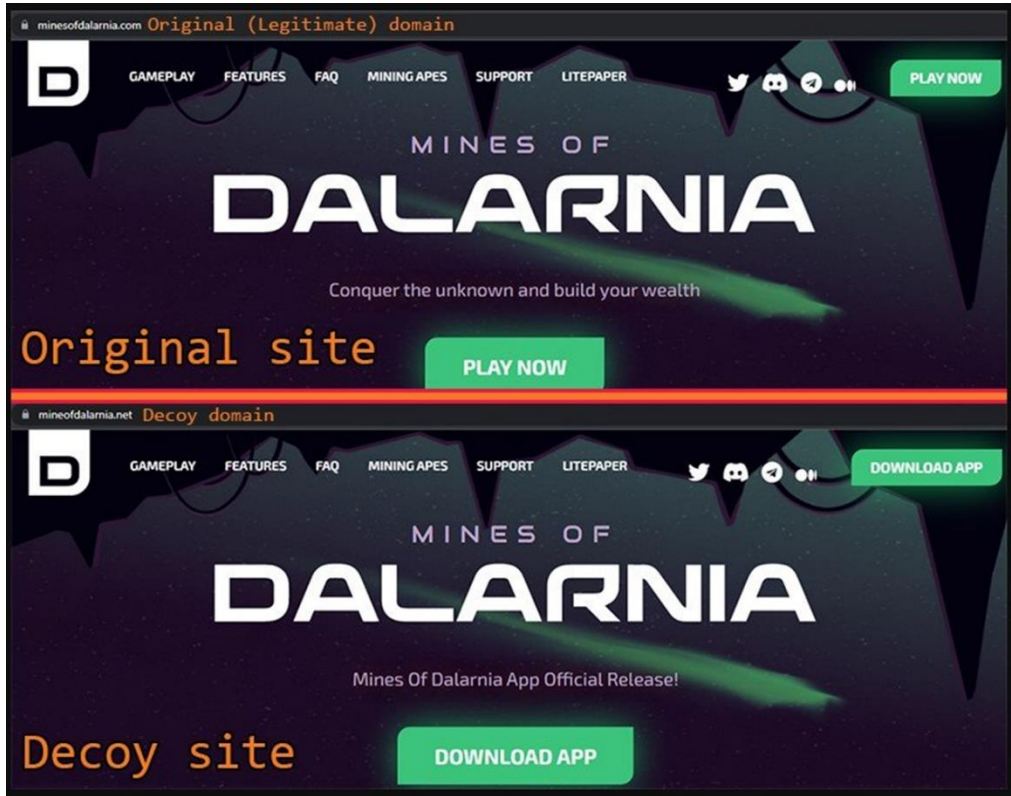 minesofdalarnia.com Original (Legitimate) domain
D GAMEPLAY FEATURES FAQ MINING APES SUPPORT LITEPAPER PLAY NOW
MINES OF
DALARNIA
Conquer the unknown and build your wealth
Original site
PLAY NOW
mineofdalarnia.net Decoy domain
D GAMEPLAY FEATURES FAQ MINING APES SUPPORT LITEPAPER DOWNLOAD APP
MINES OF
DALARNIA
Mines Of Dalarnia App Official Release!
Decoy site
DOWNLOAD APP